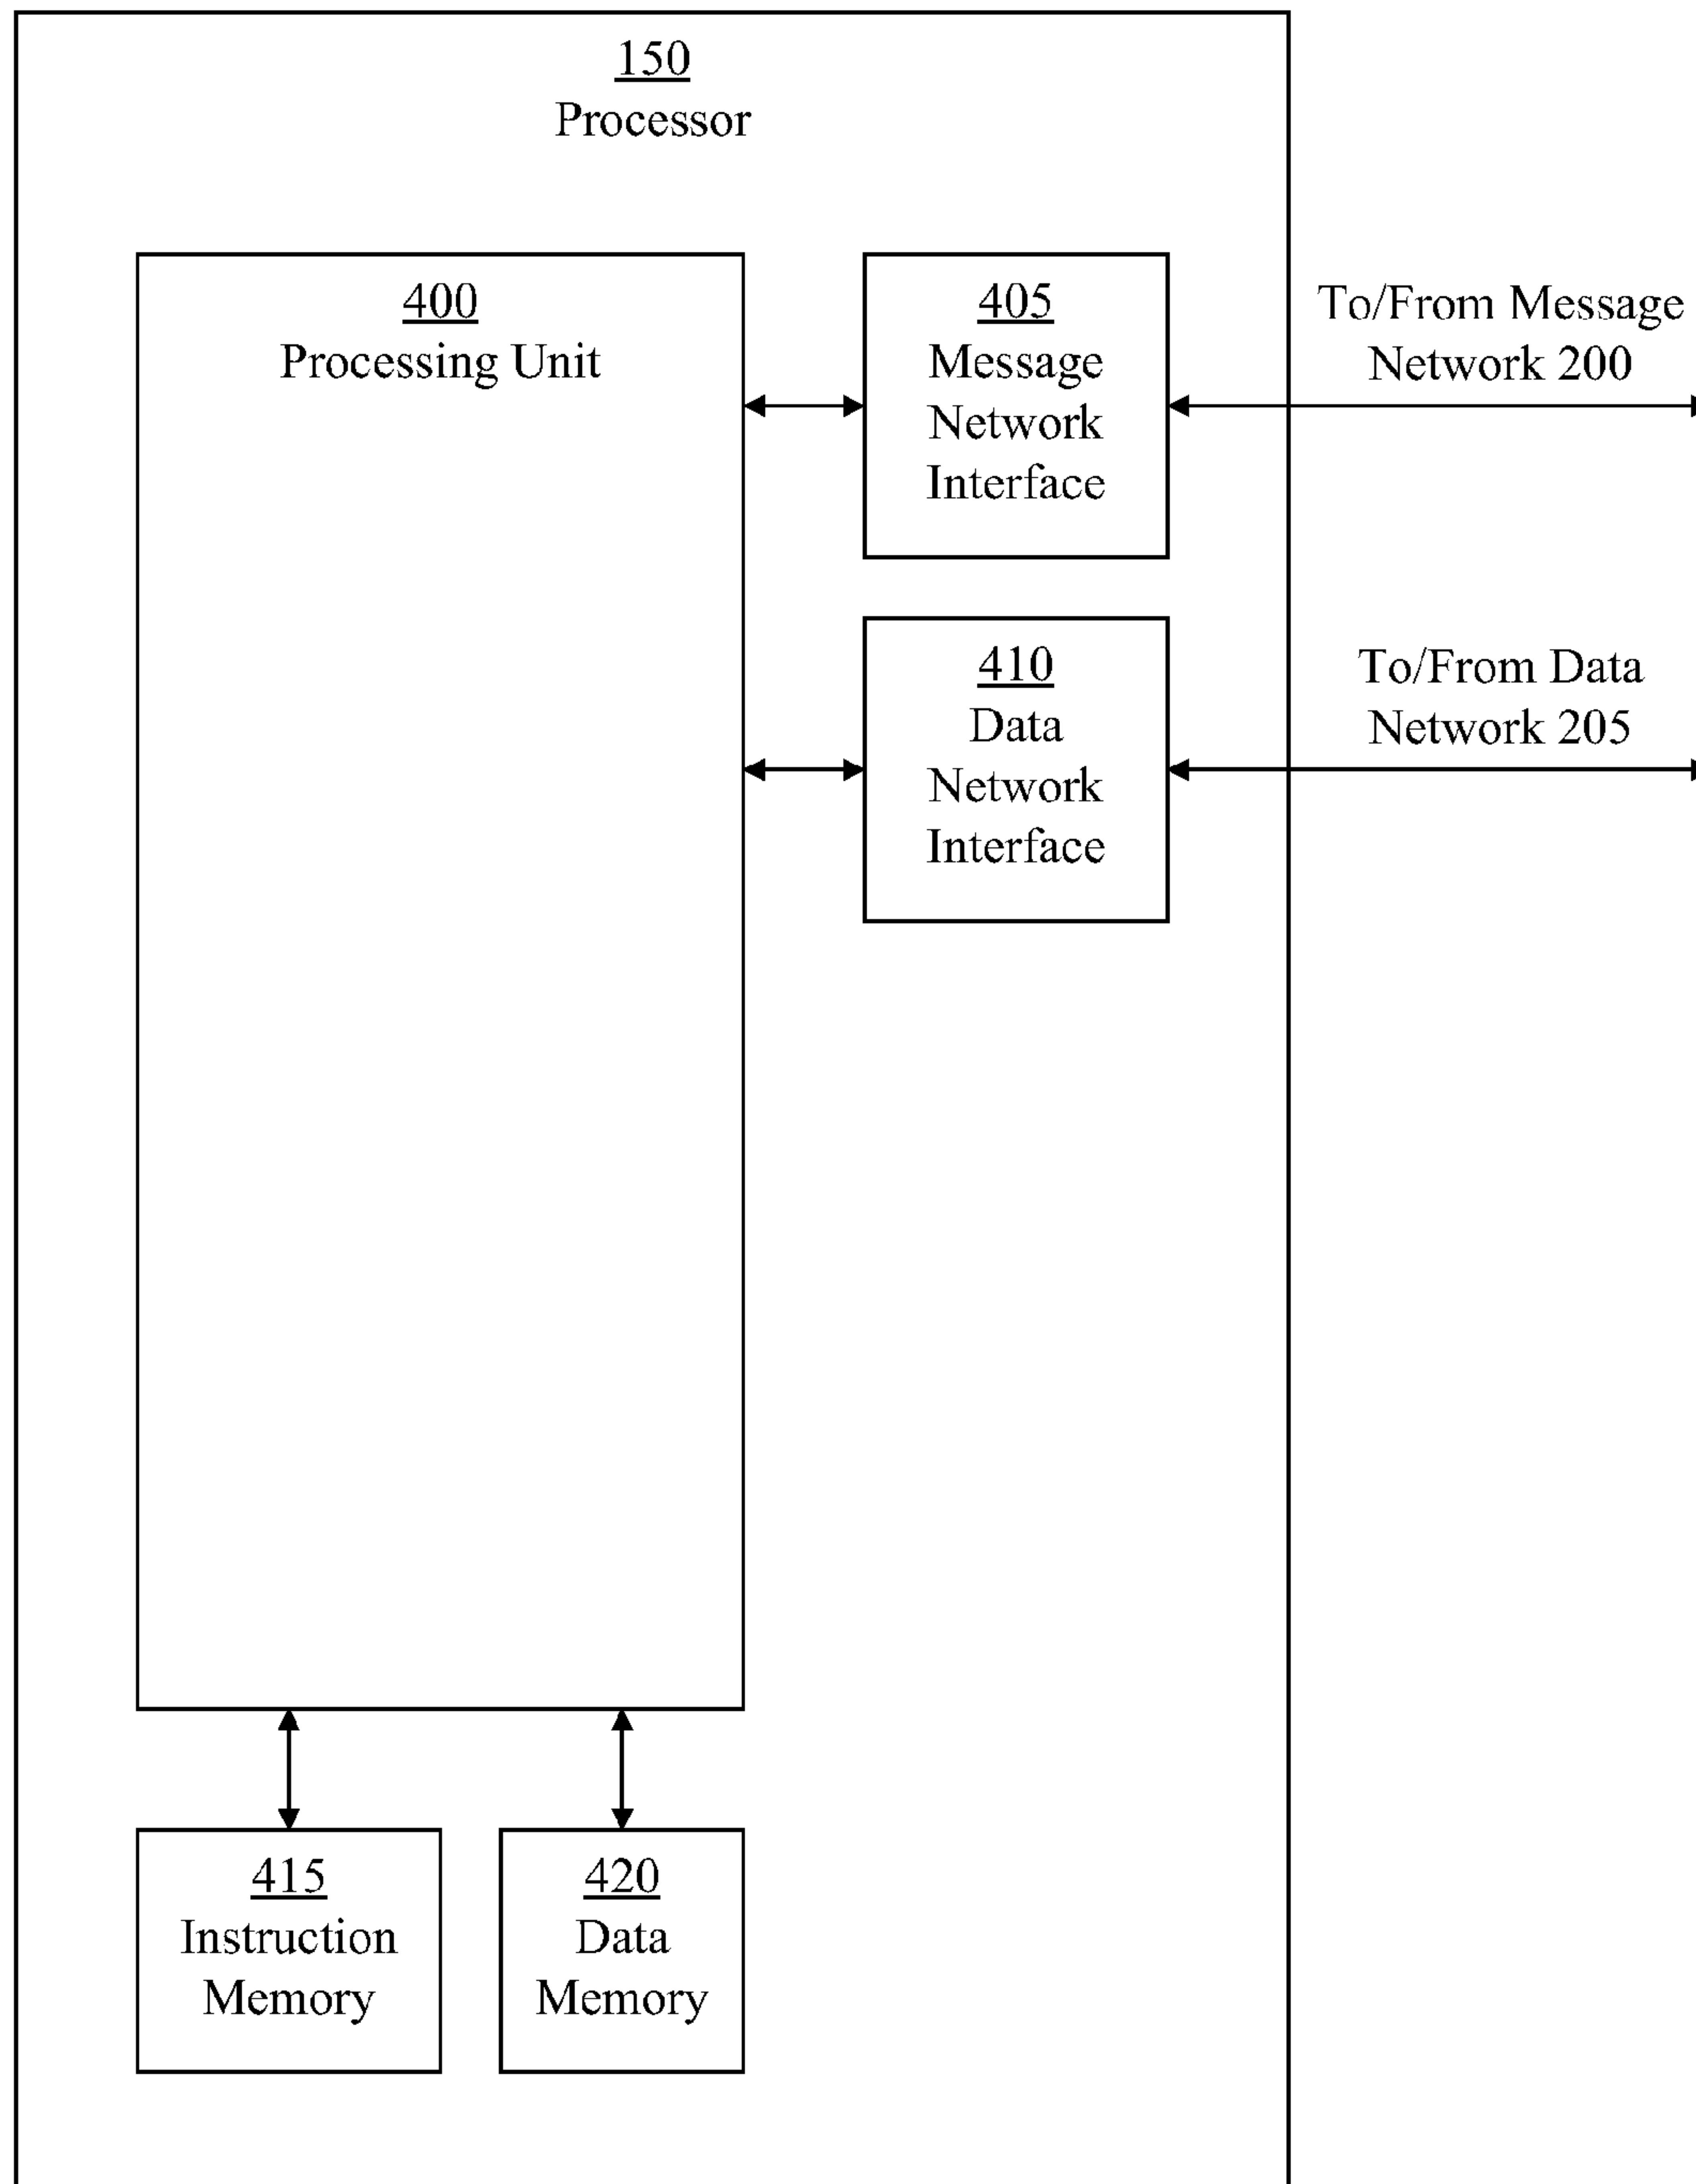 150
Processor
400
Processing Unit
405
Message
Network
Interface
To/From Message
Network 200
410
Data
Network
Interface
To/From Data
Network 205
415
Instruction
Memory
420
Data
Memory